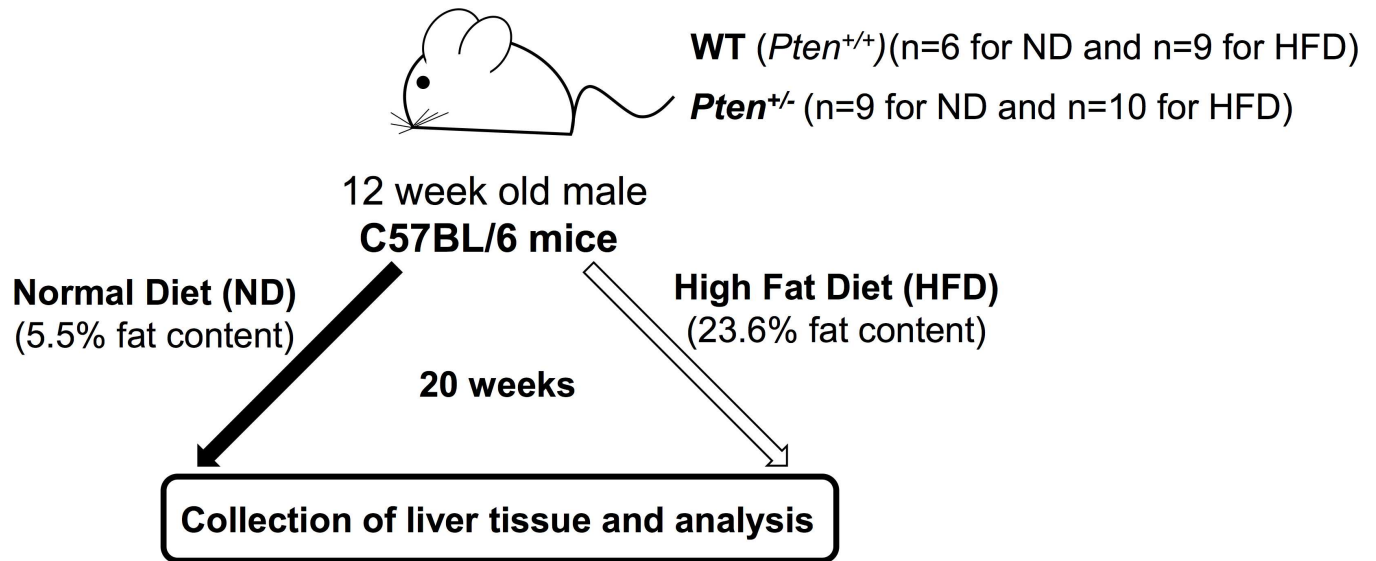 WT (Pten+/+)(n=6 for ND and n=9 for HFD)
Pten+/- (n=9 for ND and n=10 for HFD)
12 week old male
C57BL/6 mice
Normal Diet (ND)
(5.5% fat content)
High Fat Diet (HFD)
(23.6% fat content)
20 weeks
Collection of liver tissue and analysis